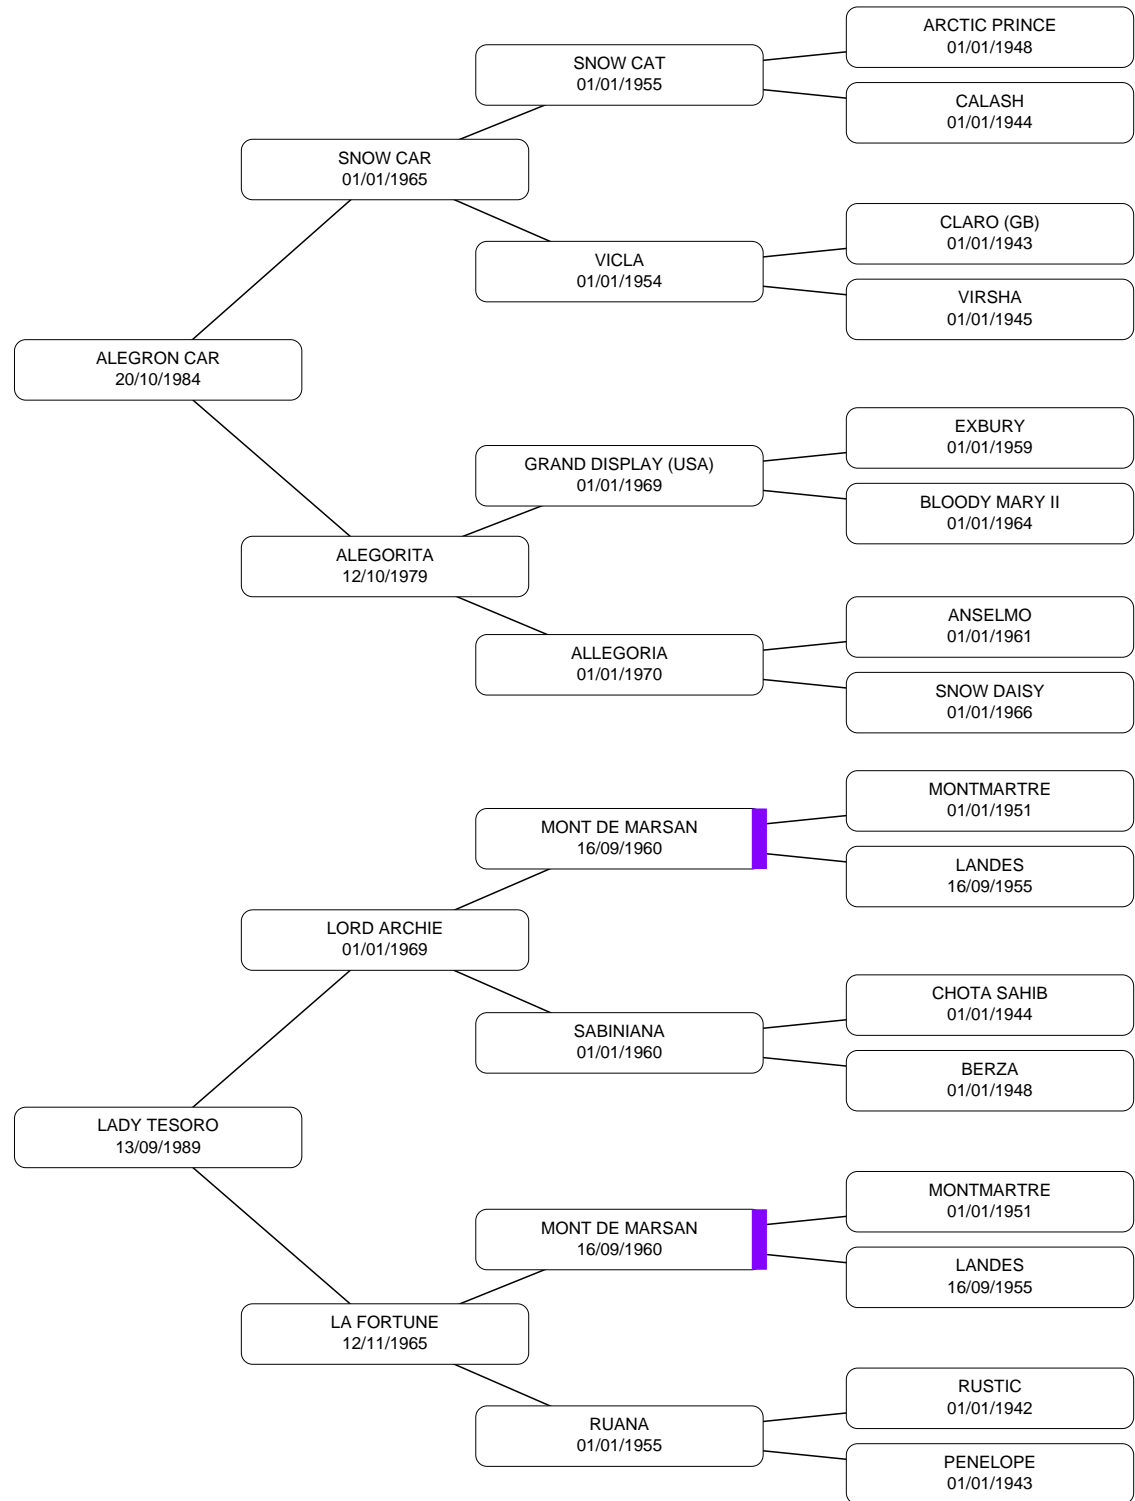 ARCTIC PRINCE
01/01/1948
SNOW CAT
01/01/1955
CALASH
01/01/1944
SNOW CAR
01/01/1965
CLARO (GB)
01/01/1943
VICLA
01/01/1954
VIRSHA
01/01/1945
ALEGRON CAR
20/10/1984
EXBURY
01/01/1959
GRAND DISPLAY (USA)
01/01/1969
BLOODY MARY II
01/01/1964
ALEGORITA
12/10/1979
ANSELMO
01/01/1961
ALLEGORIA
01/01/1970
SNOW DAISY
01/01/1966
MONTMARTRE
01/01/1951
MONT DE MARSAN
16/09/1960
LANDES
16/09/1955
LORD ARCHIE
01/01/1969
CHOTA SAHIB
01/01/1944
SABINIANA
01/01/1960
BERZA
01/01/1948
LADY TESORO
13/09/1989
MONTMARTRE
01/01/1951
MONT DE MARSAN
16/09/1960
LANDES
16/09/1955
LA FORTUNE
12/11/1965
RUSTIC
01/01/1942
RUANA
01/01/1955
PENELOPE
01/01/1943